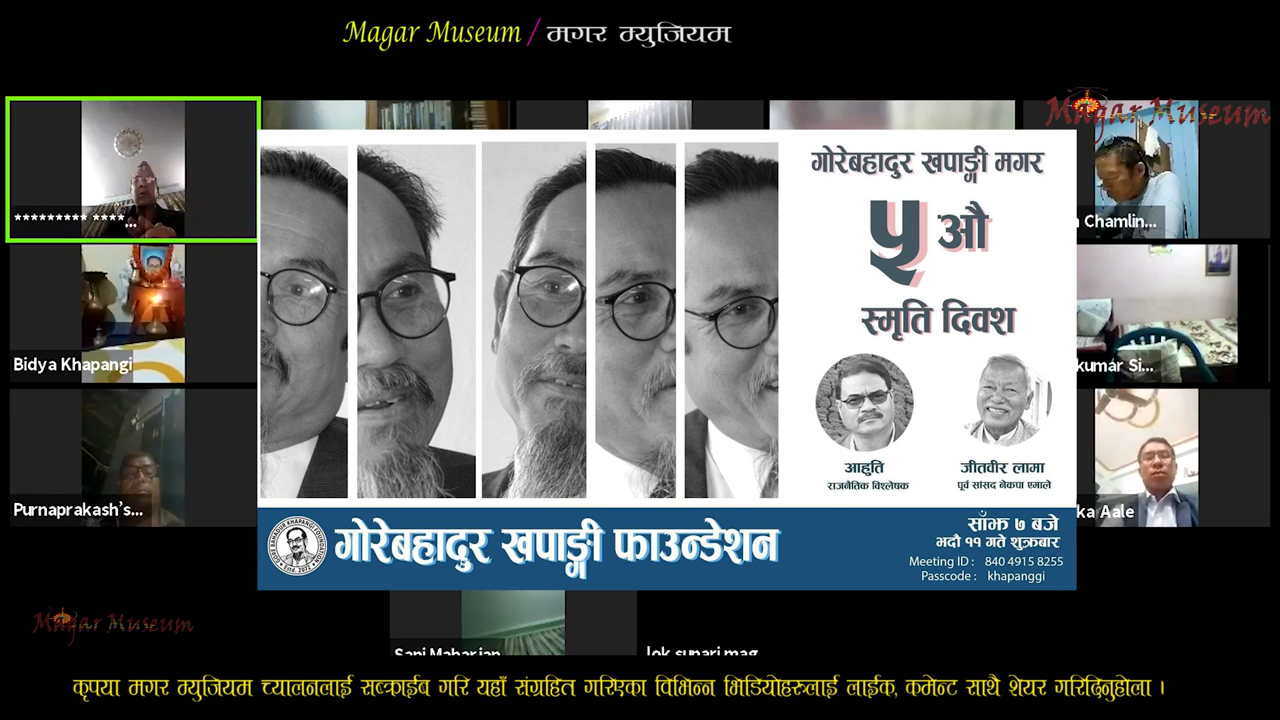 Magar Museum / मगर म्युजियम
Magar Museum
********* ****...
Chamlin...
गोरेबहादुर खपाङ्गी मगर
५ औ
स्मृति दिवश
Bidya Khapangi
kumar Si...
आहुति
राजनैतिक विश्लेषक
जीतवीर लामा
पूर्व सांसद नेकपा एमाले
Purnaprakash's...
ka Aale
गोरेबहादुर खपाङ्गी फाउन्डेशन
साँझ ७ बजे
भदौ ११ गते शुक्रबार
Meeting ID : 840 4915 8255
Passcode : khapanggi
Magar Museum
Sani Maharjan
lok sunari mag
कृपया मगर म्युजियम च्यानललाई सब्स्क्राईब गरि यहाँ संग्रहित गरिएका विभिन्न भिडियोहरुलाई लाईक, कमेन्ट साथै शेयर गरिदिनुहोला ।